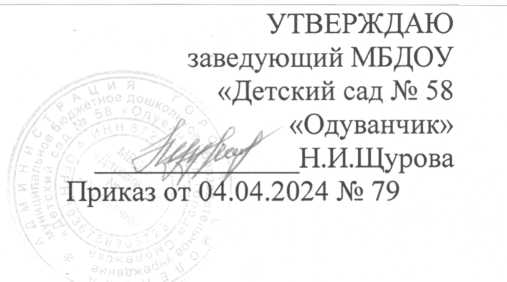 УТВЕРЖДАЮ
заведующий МБДОУ
«Детский сад № 58
«Одуванчик»
Н.И.Щурова
Приказ от 04.04.2024 № 79